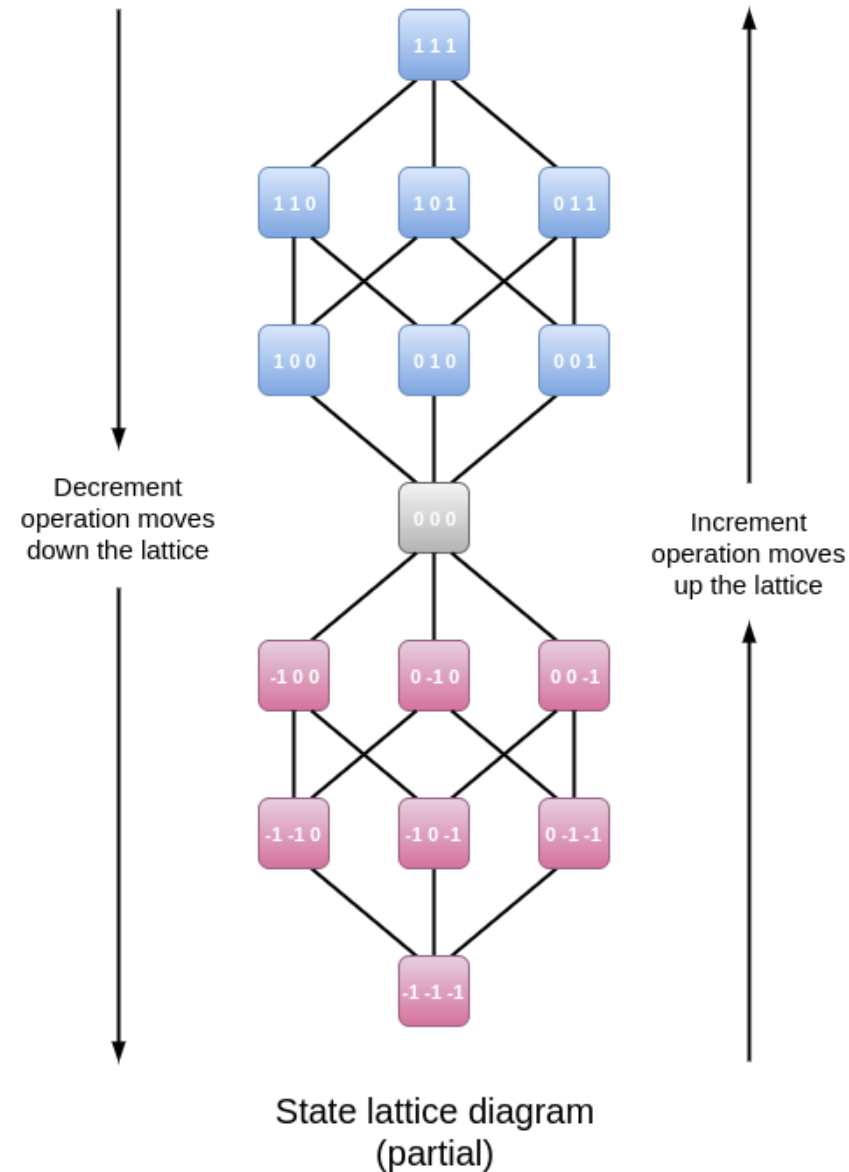 1 1 1
1 1 0
1 0 1
0 1 1
1 0 0
0 1 0
0 0 1
Decrement
operation moves
down the lattice
0 0 0
Increment
operation moves
up the lattice
-1 0 0
0 -1 0
0 0 -1
-1 -1 0
-1 0 -1
0 -1 -1
-1 -1 -1
State lattice diagram
(partial)